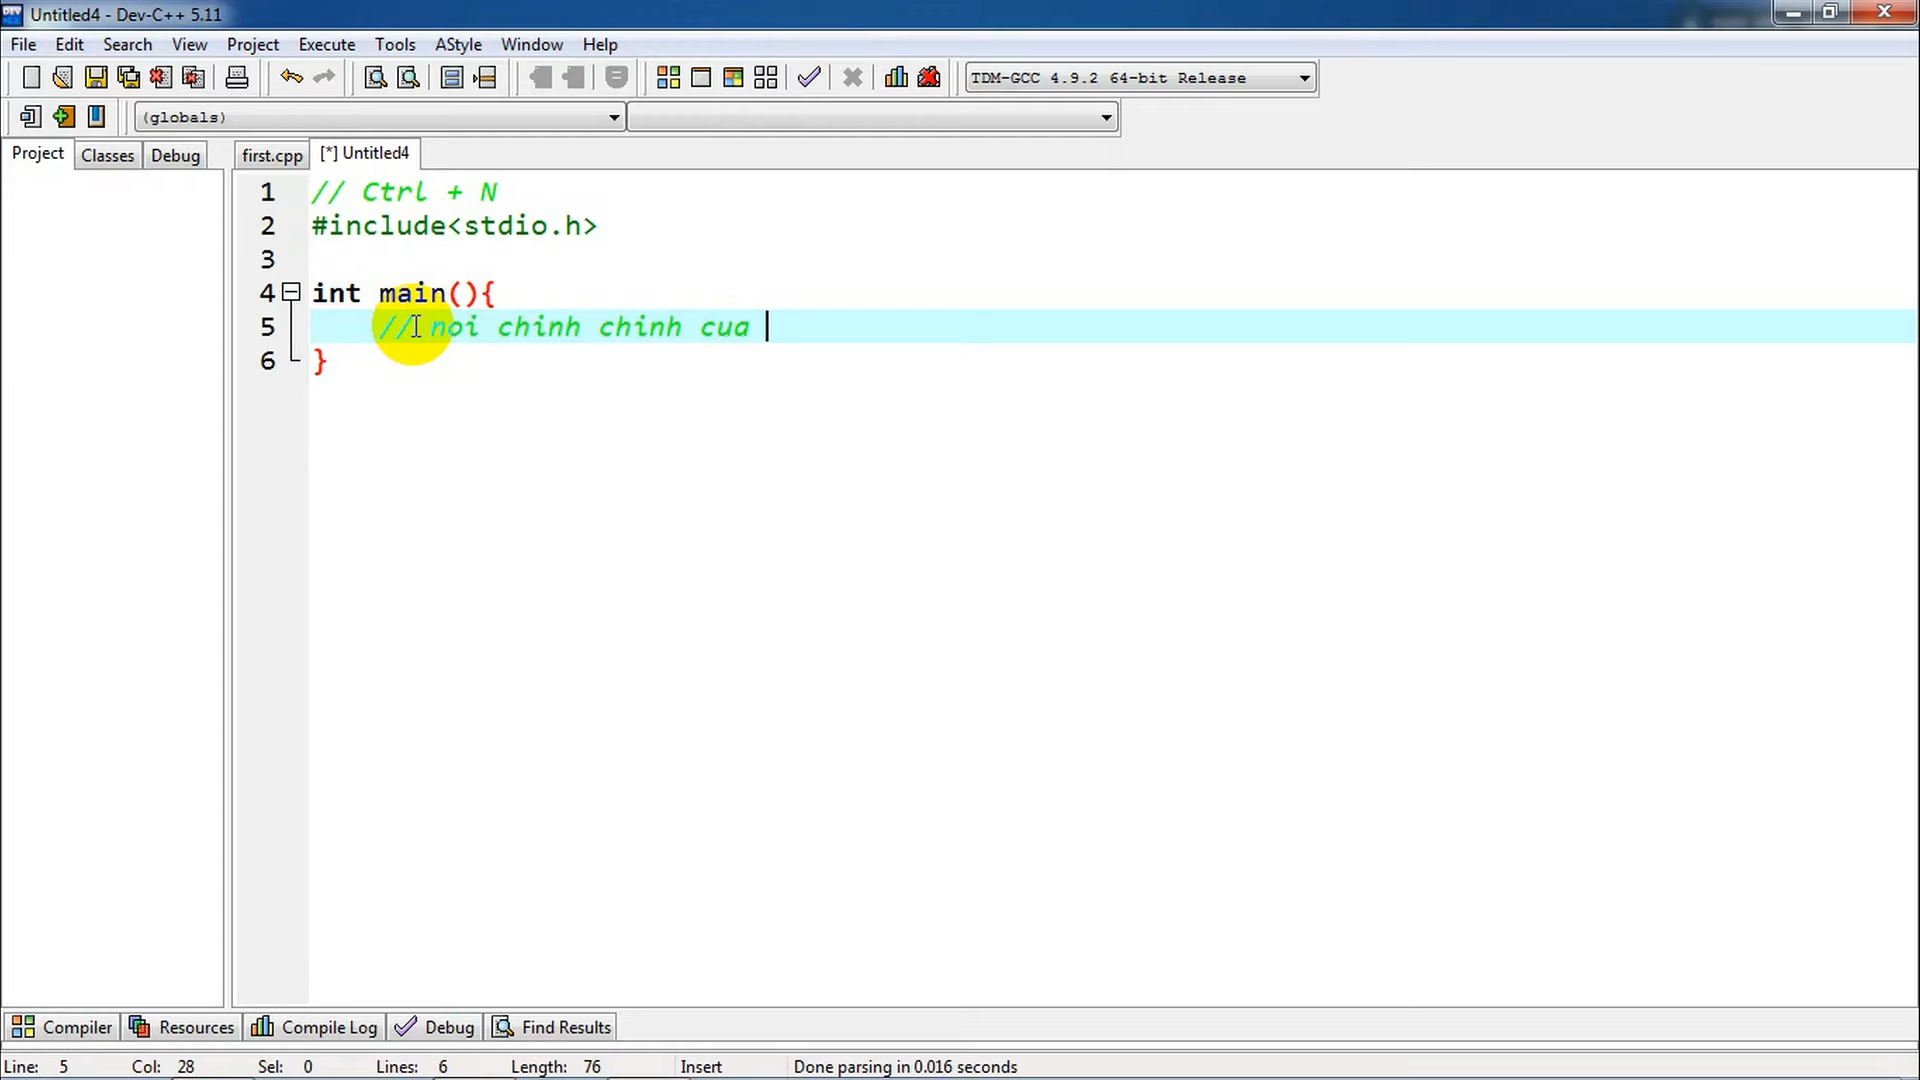 Untitled4 - Dev-C++ 5.11
File Edit Search View Project Execute Tools AStyle Window Help
TDM-GCC 4.9.2 64-bit Release
(globals)
Project Classes Debug first.cpp [*] Untitled4
1 // Ctrl + N
2 #include<stdio.h>
3
4 int main(){
5 // noi chinh chinh cua
6 }
Compiler Resources Compile Log Debug Find Results
Line: 5 Col: 28 Sel: 0 Lines: 6 Length: 76 Insert Done parsing in 0.016 seconds